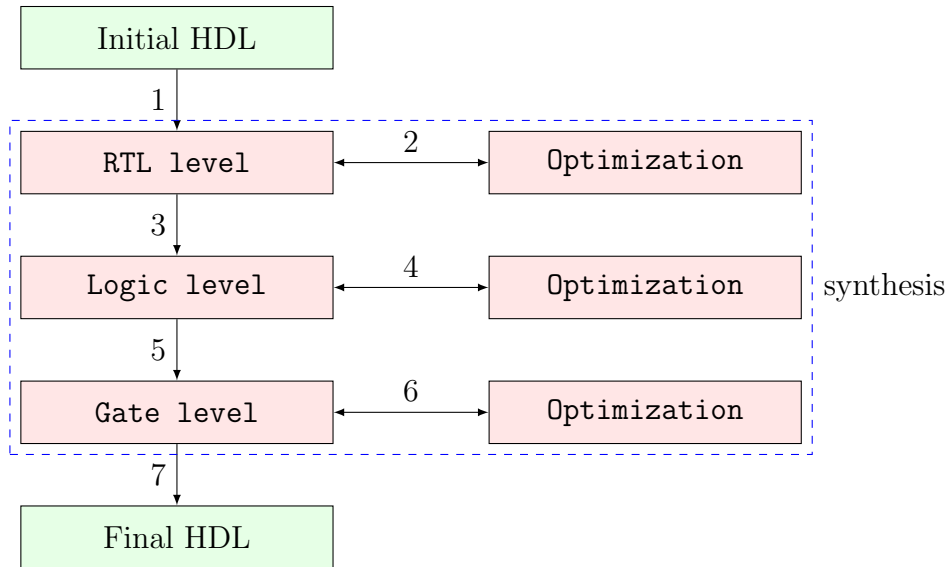 Initial HDL
1
RTL level
2
Optimization
3
Logic level
4
Optimization
synthesis
5
Gate level
6
Optimization
7
Final HDL